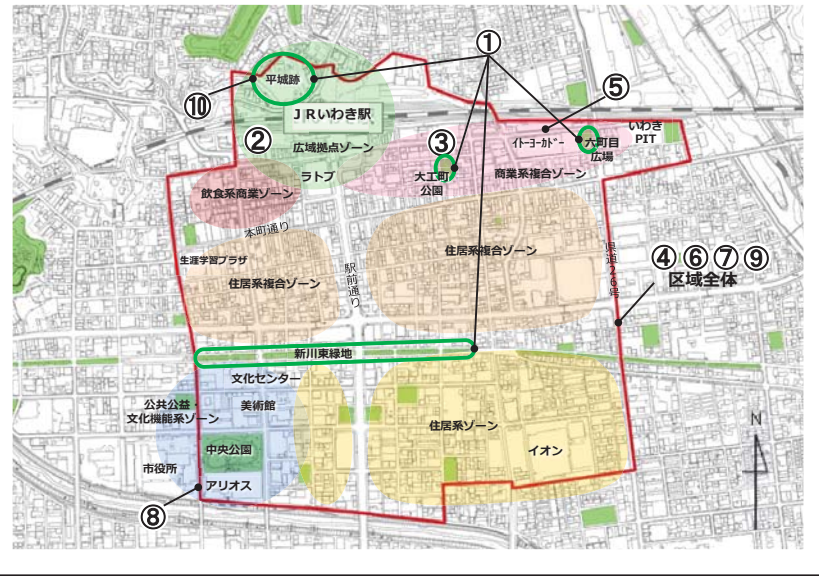 ①
平城跡
⑩
⑤
JRいわき駅
いわき
PIT
②
③
ｲﾄｰﾖｰｶﾄﾞｰ
六町目
広場
広域拠点ゾーン
大工町
公園
ラトブ
商業系複合ゾーン
飲食系商業ゾーン
本町通り
生涯学習プラザ
住居系複合ゾーン
住居系複合ゾーン
駅前通り
県道26号
④⑥⑦⑨
区域全体
新川東緑地
文化センター
公共公益・
文化機能系ゾーン
美術館
住居系ゾーン
N
中央公園
イオン
市役所
アリオス
⑧